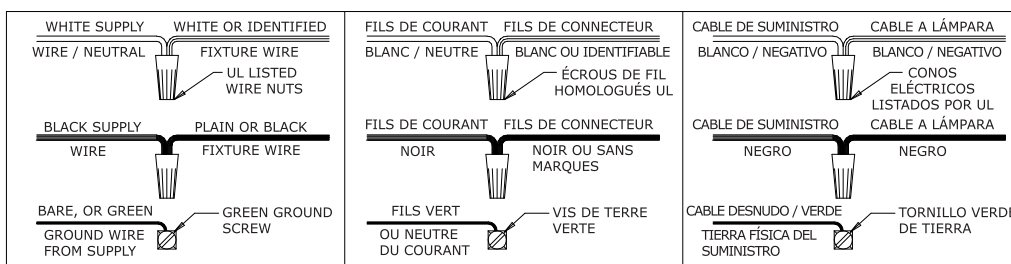 WHITE SUPPLY
WHITE OR IDENTIFIED
WIRE / NEUTRAL
FIXTURE WIRE
UL LISTED
WIRE NUTS
BLACK SUPPLY
PLAIN OR BLACK
WIRE
FIXTURE WIRE
BARE, OR GREEN
GREEN GROUND
SCREW
GROUND WIRE
FROM SUPPLY
FILS DE COURANT
FILS DE CONNECTEUR
BLANC / NEUTRE
BLANC OU IDENTIFIABLE
ÉCROUS DE FIL
HOMOLOGUÉS UL
FILS DE COURANT
FILS DE CONNECTEUR
NOIR
NOIR OU SANS
MARQUES
FILS VERT
VIS DE TERRE
VERTE
OU NEUTRE
DU COURANT
CABLE DE SUMINISTRO
CABLE A LÁMPARA
BLANCO / NEGATIVO
BLANCO / NEGATIVO
CONOS
ELÉCTRICOS
LISTADOS POR UL
CABLE DE SUMINISTRO
CABLE A LÁMPARA
NEGRO
NEGRO
CABLE DESNUDO / VERDE
TORNILLO VERDE
DE TIERRA
TIERRA FÍSICA DEL
SUMINISTRO